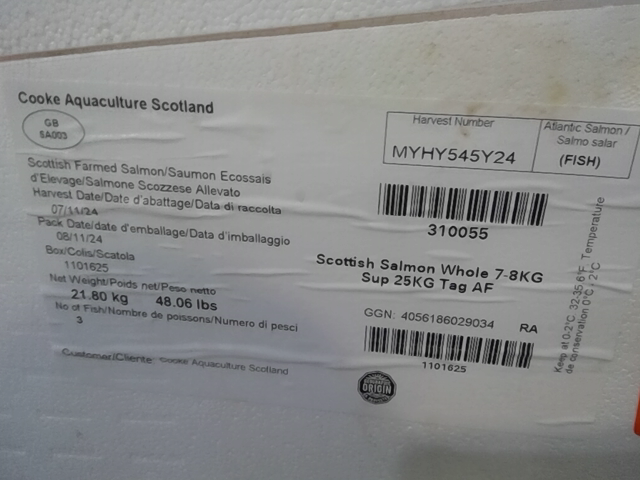 Cooke Aquaculture Scotland
GB
SA003
Scottish Farmed Salmon/Saumon Ecossais
d'Elevage/Salmone Scozzese Allevato
Harvest Date/Date d'abattage/Data di raccolta
07/11/24
Pack Date/date d'emballage/Data d'imballaggio
08/11/24
Box/Colis/Scatola
1101625
Net Weight/Poids net/Peso netto
21.80 kg 48.06 lbs
No of Fish/Nombre de poissons/Numero di pesci
3
Customer/Cliente: Cooke Aquaculture Scotland
Harvest Number
MYHY545Y24
Atlantic Salmon /
Salmo salar
(FISH)
310055
Scottish Salmon Whole 7-8KG
Sup 25KG Tag AF
GGN: 4056186029034 RA
1101625
ORIGIN
Keep at 0-2°C, 32-35.6°F, Temperature
de conservation 0°C / 2°C